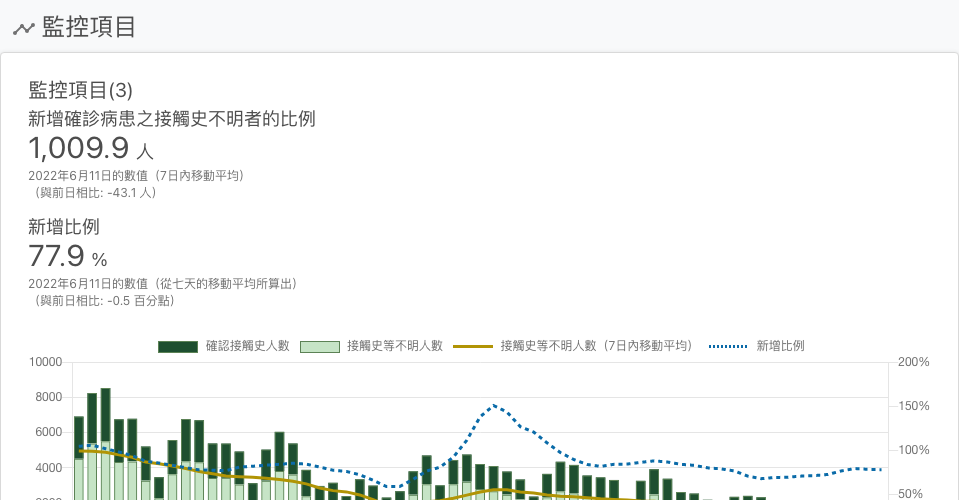 監控項目
監控項目(3)
新增確診病患之接觸史不明者的比例
1,009.9 人
2022年6月11日的數值（7日內移動平均）
（與前日相比: -43.1 人）
新增比例
77.9 %
2022年6月11日的數值（從七天的移動平均所算出）
（與前日相比: -0.5 百分點）
確認接觸史人數 接觸史等不明人數 接觸史等不明人數（7日內移動平均） 新增比例
10000 200%
8000
150%
6000
100%
4000
50%